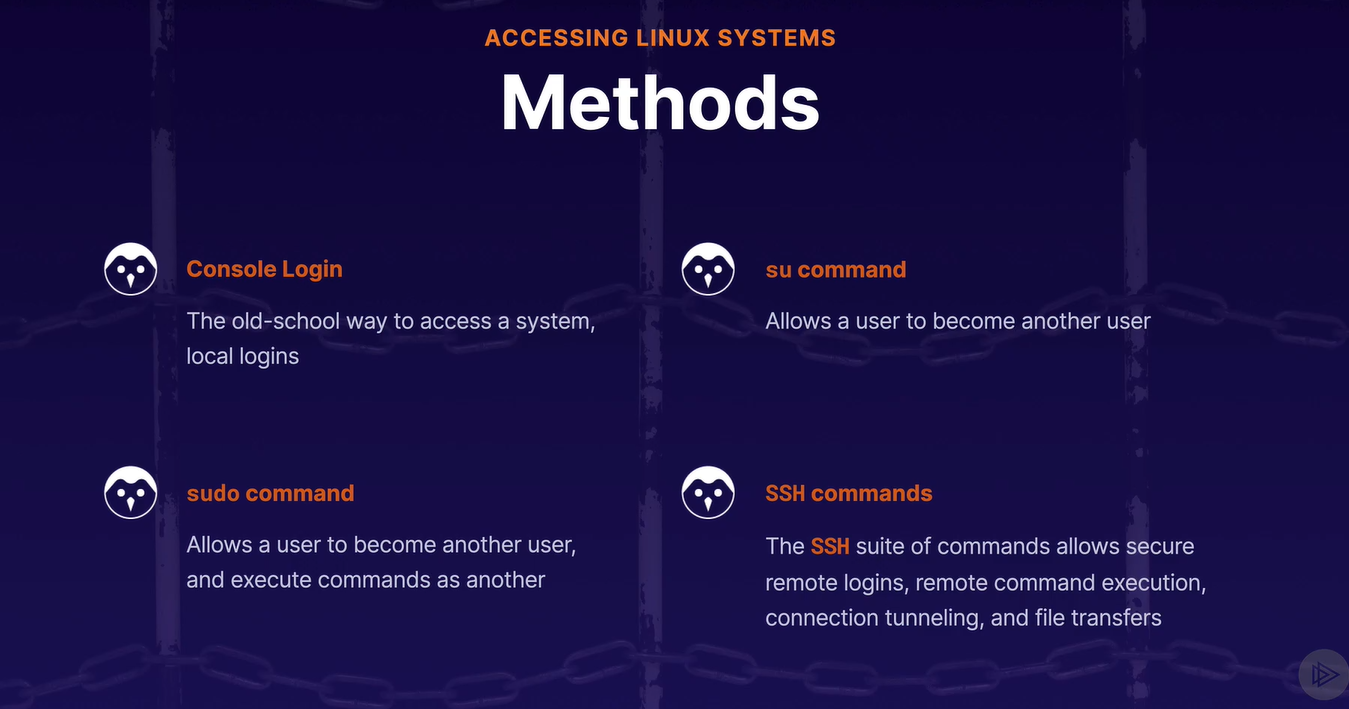 ACCESSING LINUX SYSTEMS
Methods
Console Login
The old-school way to access a system,
local logins
su command
Allows a user to become another user
sudo command
Allows a user to become another user,
and execute commands as another
SSH commands
The SSH suite of commands allows secure
remote logins, remote command execution,
connection tunneling, and file transfers